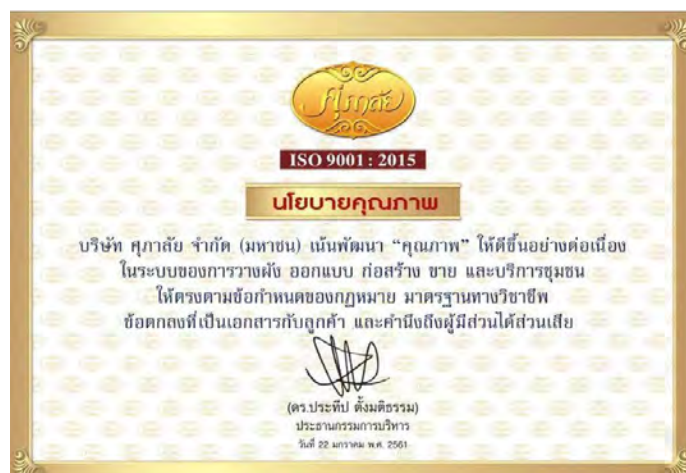 ศุภาลัย
ISO 9001 : 2015
นโยบายคุณภาพ
บริษัท ศุภาลัย จำกัด (มหาชน) เน้นพัฒนา “คุณภาพ” ให้ดีขึ้นอย่างต่อเนื่อง
ในระบบของการวางผัง ออกแบบ ก่อสร้าง ขาย และบริการชุมชน
ให้ตรงตามข้อกำหนดของกฎหมาย มาตรฐานทางวิชาชีพ
ข้อตกลงที่เป็นเอกสารกับลูกค้า และคำนึงถึงผู้มีส่วนได้ส่วนเสีย
(ดร.ประทีป ตั้งมติธรรม)
ประธานกรรมการบริหาร
วันที่ 22 มกราคม พ.ศ. 2561